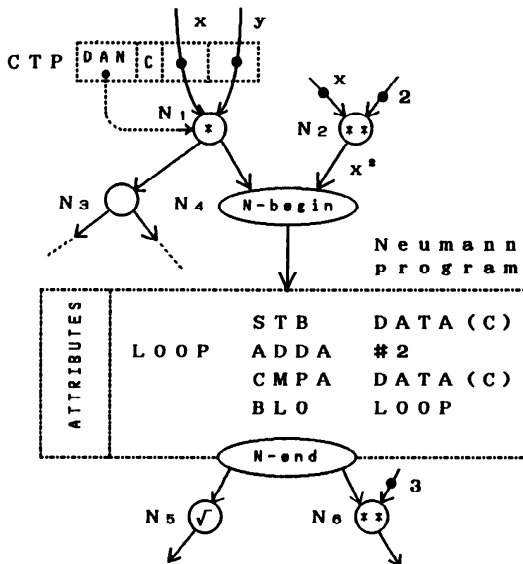 x y
CTP DAN C
x 2
N1 * N2 **
x²
N3 N4 N-begin
Neumann
program
ATTRIBUTES
STB DATA(C)
LOOP ADDA #2
CMPA DATA(C)
BLO LOOP
N-end
3
N5 √ N6 **